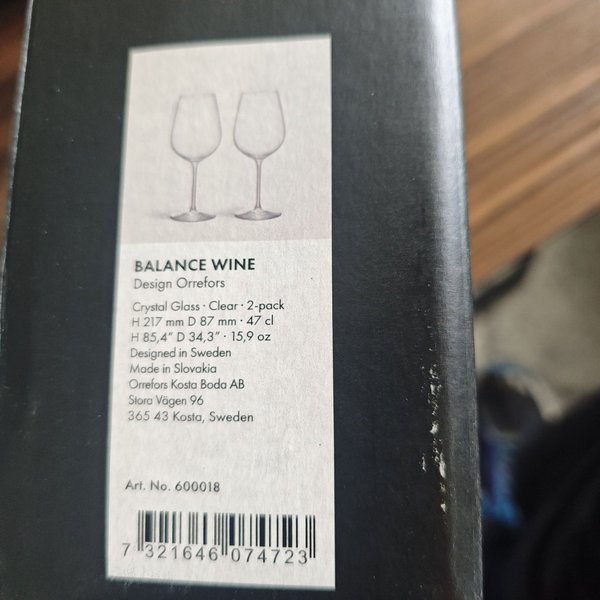 BALANCE WINE
Design Orrefors
Crystal Glass · Clear · 2-pack
H 217 mm D 87 mm · 47 cl
H 85,4" D 34,3" · 15,9 oz
Designed in Sweden
Made in Slovakia
Orrefors Kosta Boda AB
Stora Vägen 96
365 43 Kosta, Sweden
Art. No. 600018
7 321646 074723